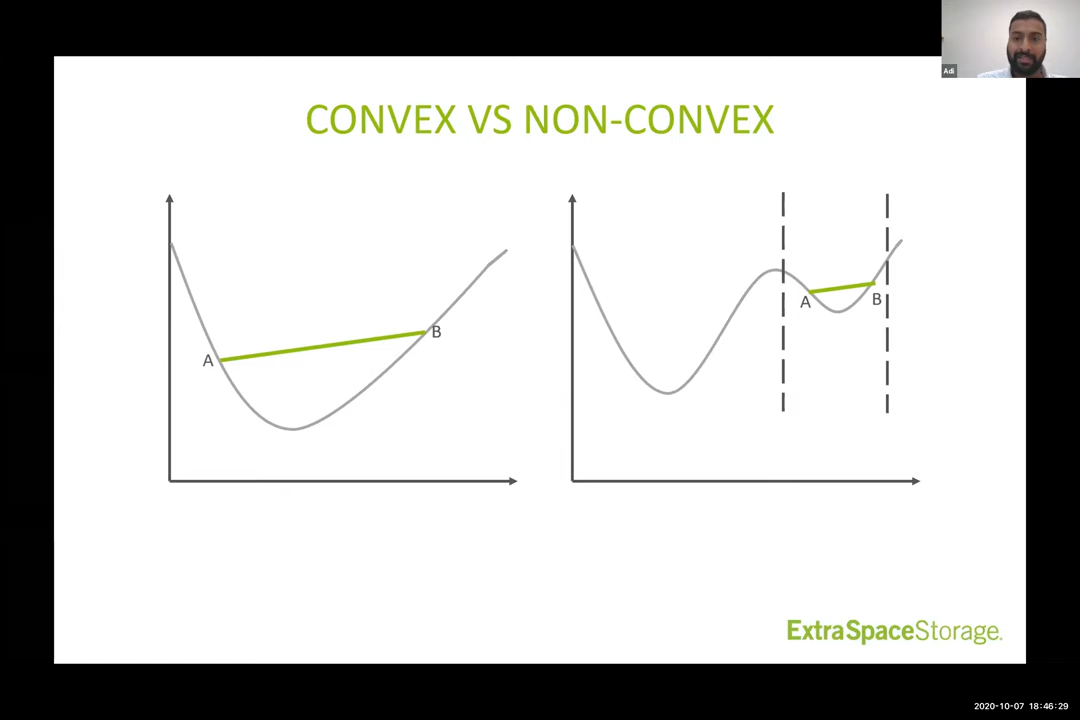 Adi
CONVEX VS NON-CONVEX
A
B
A
B
ExtraSpaceStorage.
2020-10-07 18:46:29